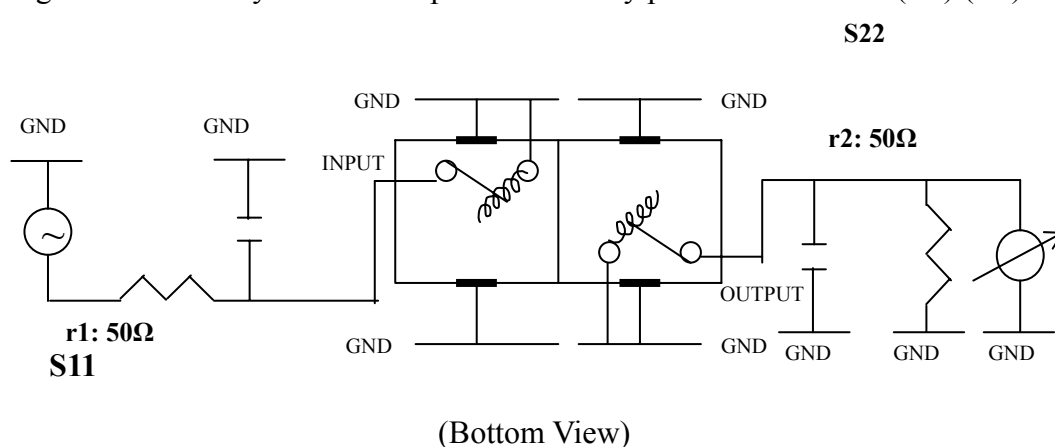 S22
GND
GND
GND
GND
r2: 50Ω
INPUT
OUTPUT
r1: 50Ω
S11
GND
GND
GND
GND
GND
(Bottom View)